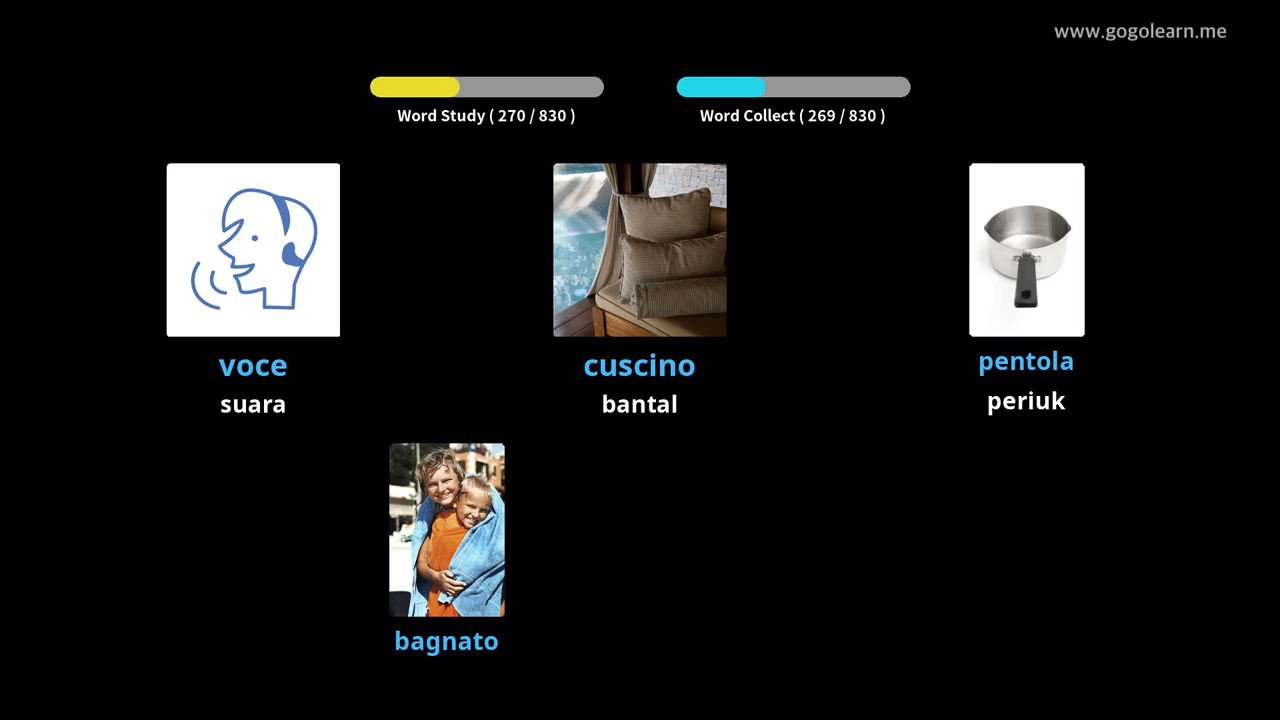 www.gogolearn.me
Word Study ( 270 / 830 )
Word Collect ( 269 / 830 )
voce
suara
cuscino
bantal
pentola
periuk
bagnato